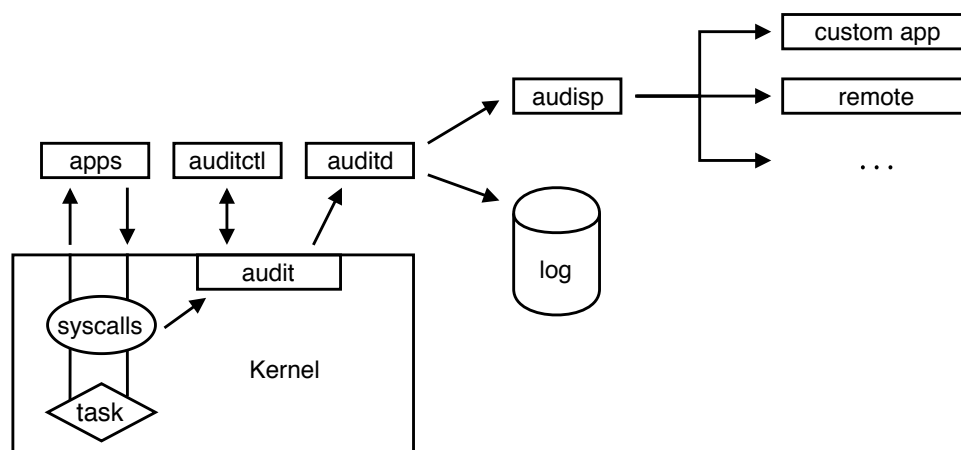 custom app
audisp
remote
apps
auditctl
auditd
...
audit
log
syscalls
Kernel
task